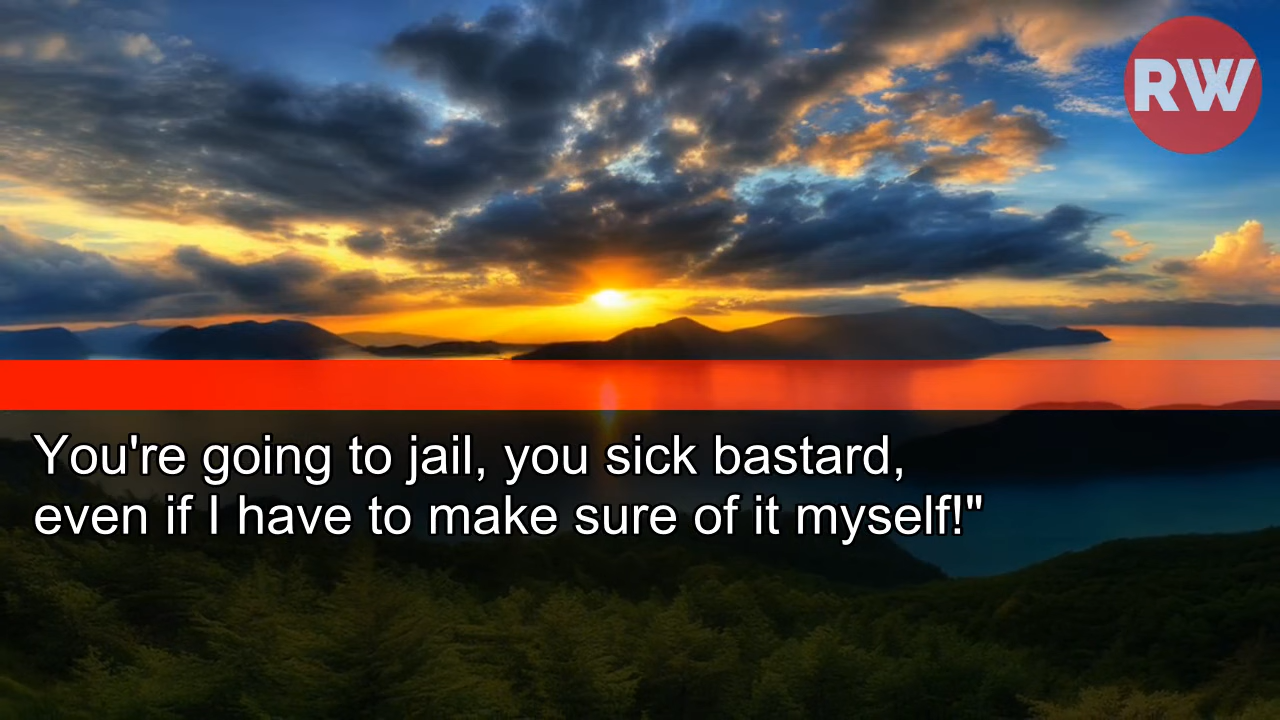 RW
You're going to jail, you sick bastard,
even if I have to make sure of it myself!"